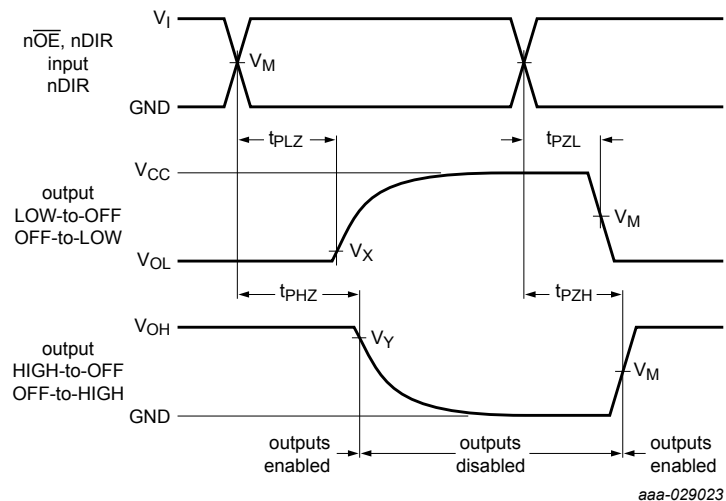 V_I
nOE, nDIR
input
nDIR
V_M
GND
t_PLZ
t_PZL
V_CC
output
LOW-to-OFF
OFF-to-LOW
V_M
V_X
V_OL
t_PHZ
t_PZH
V_OH
output
HIGH-to-OFF
OFF-to-HIGH
V_Y
V_M
GND
outputs
enabled
outputs
disabled
outputs
enabled
aaa-029023